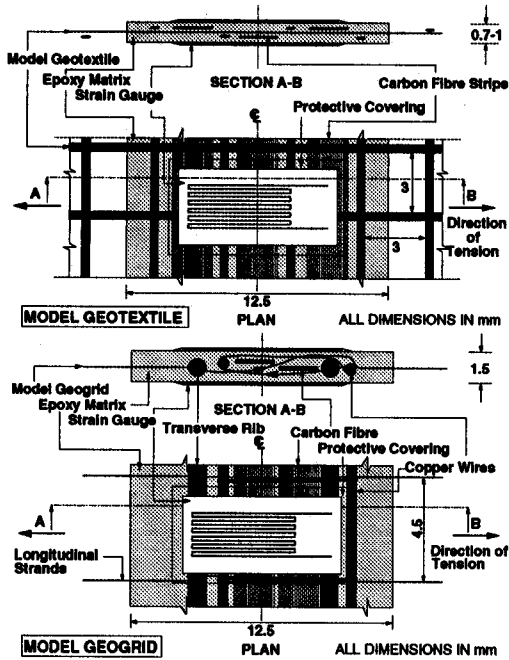 0.7-1
Model Geotextile
Epoxy Matrix
Strain Gauge
SECTION A-B
Carbon Fibre Stripe
Protective Covering
℄
A
B
3
Direction
of
Tension
3
12.5
MODEL GEOTEXTILE
PLAN
ALL DIMENSIONS IN mm
1.5
Model Geogrid
Epoxy Matrix
Strain Gauge
SECTION A-B
Transverse Rib
℄
Carbon Fibre
Protective Covering
Copper Wires
A
B
4.5
Longitudinal
Strands
Direction of
Tension
12.5
MODEL GEOGRID
PLAN
ALL DIMENSIONS IN mm